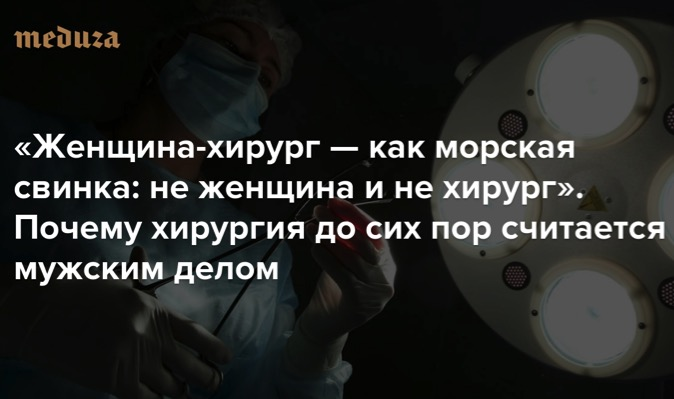 meduza
«Женщина-хирург — как морская
свинка: не женщина и не хирург».
Почему хирургия до сих пор считается
мужским делом